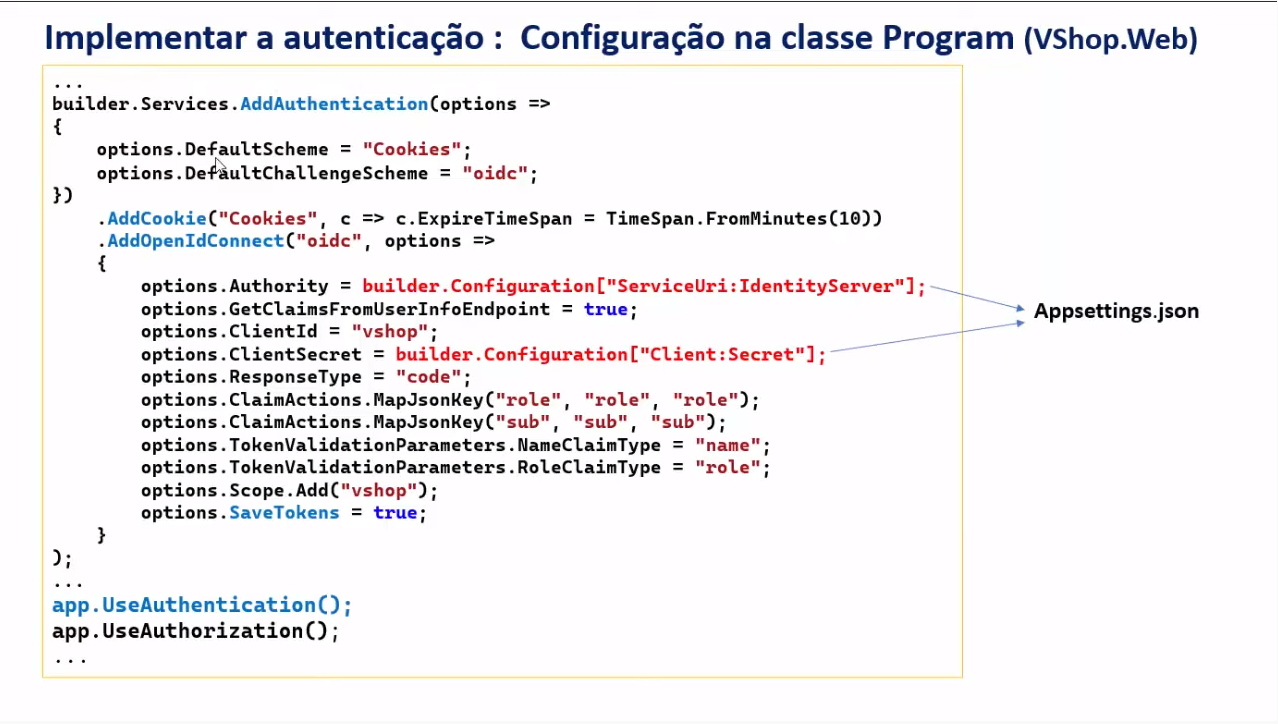 Implementar a autenticação :  Configuração na classe Program (VShop.Web)
...
builder.Services.AddAuthentication(options =>
{
    options.DefaultScheme = "Cookies";
    options.DefaultChallengeScheme = "oidc";
})
    .AddCookie("Cookies", c => c.ExpireTimeSpan = TimeSpan.FromMinutes(10))
    .AddOpenIdConnect("oidc", options =>
    {
        options.Authority = builder.Configuration["ServiceUri:IdentityServer"];
        options.GetClaimsFromUserInfoEndpoint = true;
        options.ClientId = "vshop";
        options.ClientSecret = builder.Configuration["Client:Secret"];
        options.ResponseType = "code";
        options.ClaimActions.MapJsonKey("role", "role", "role");
        options.ClaimActions.MapJsonKey("sub", "sub", "sub");
        options.TokenValidationParameters.NameClaimType = "name";
        options.TokenValidationParameters.RoleClaimType = "role";
        options.Scope.Add("vshop");
        options.SaveTokens = true;
    }
);
...
app.UseAuthentication();
app.UseAuthorization();
...
Appsettings.json